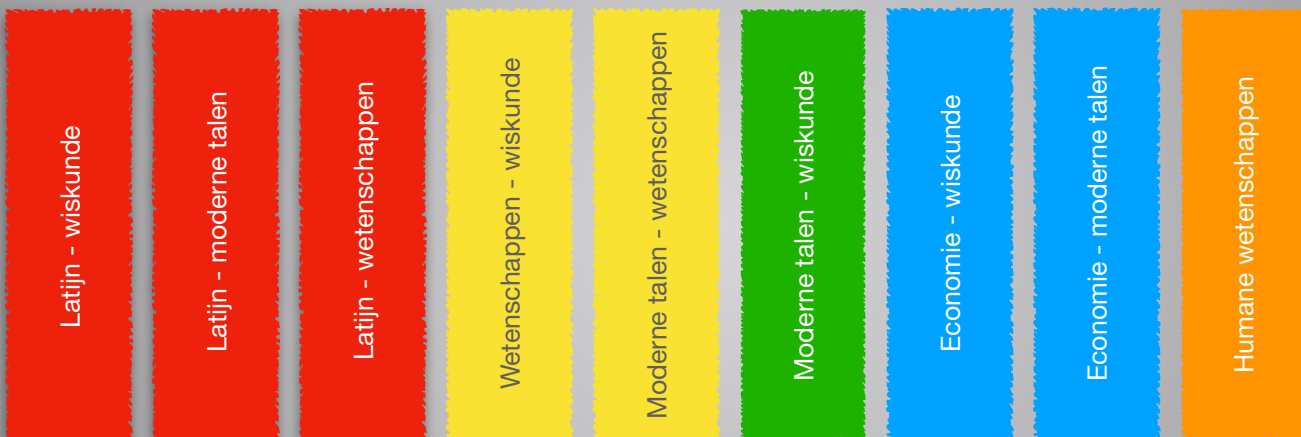 Latijn - wiskunde
Latijn - moderne talen
Latijn - wetenschappen
Wetenschappen - wiskunde
Moderne talen - wetenschappen
Moderne talen - wiskunde
Economie - wiskunde
Economie - moderne talen
Humane wetenschappen